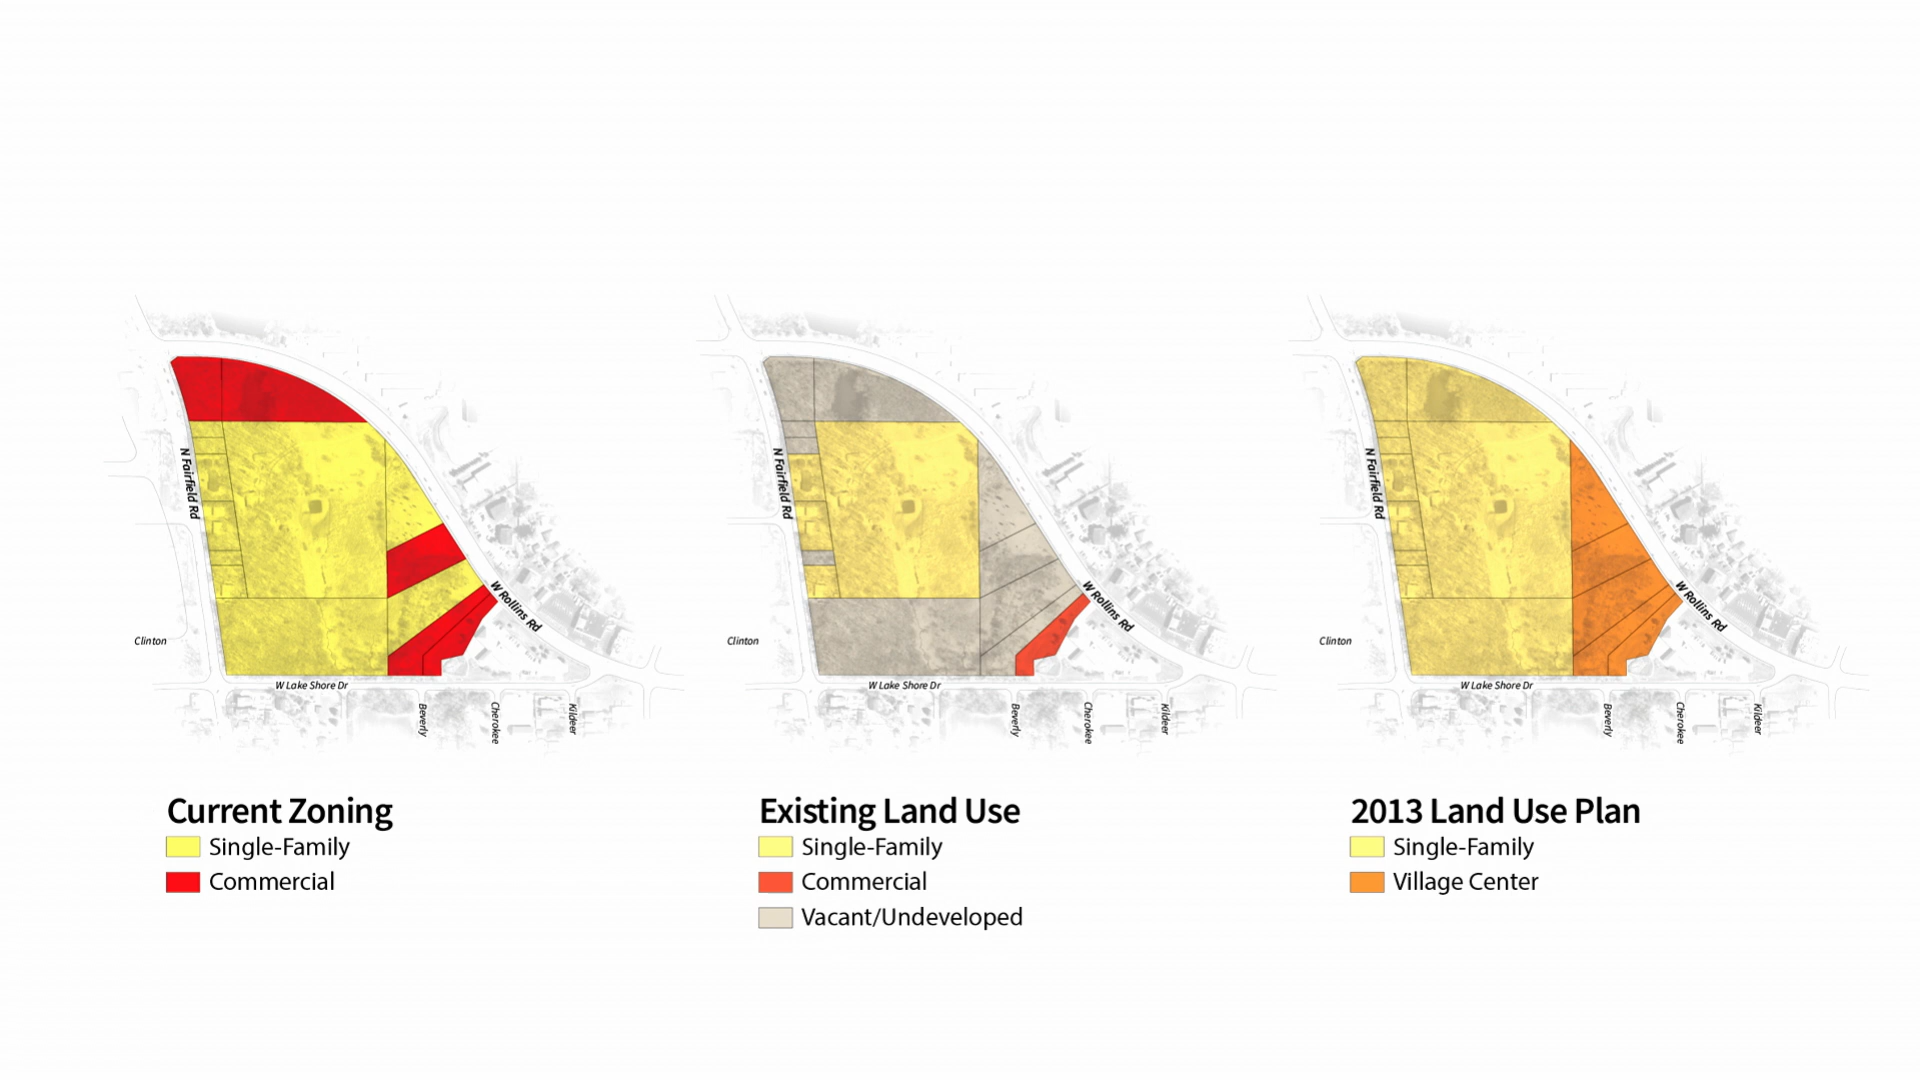 N Fairfield Rd
W Rollins Rd
Clinton
W Lake Shore Dr
Beverly
Cherokee
Kildeer
Current Zoning
Single-Family
Commercial
N Fairfield Rd
W Rollins Rd
Clinton
W Lake Shore Dr
Beverly
Cherokee
Kildeer
Existing Land Use
Single-Family
Commercial
Vacant/Undeveloped
N Fairfield Rd
W Rollins Rd
Clinton
W Lake Shore Dr
Beverly
Cherokee
Kildeer
2013 Land Use Plan
Single-Family
Village Center